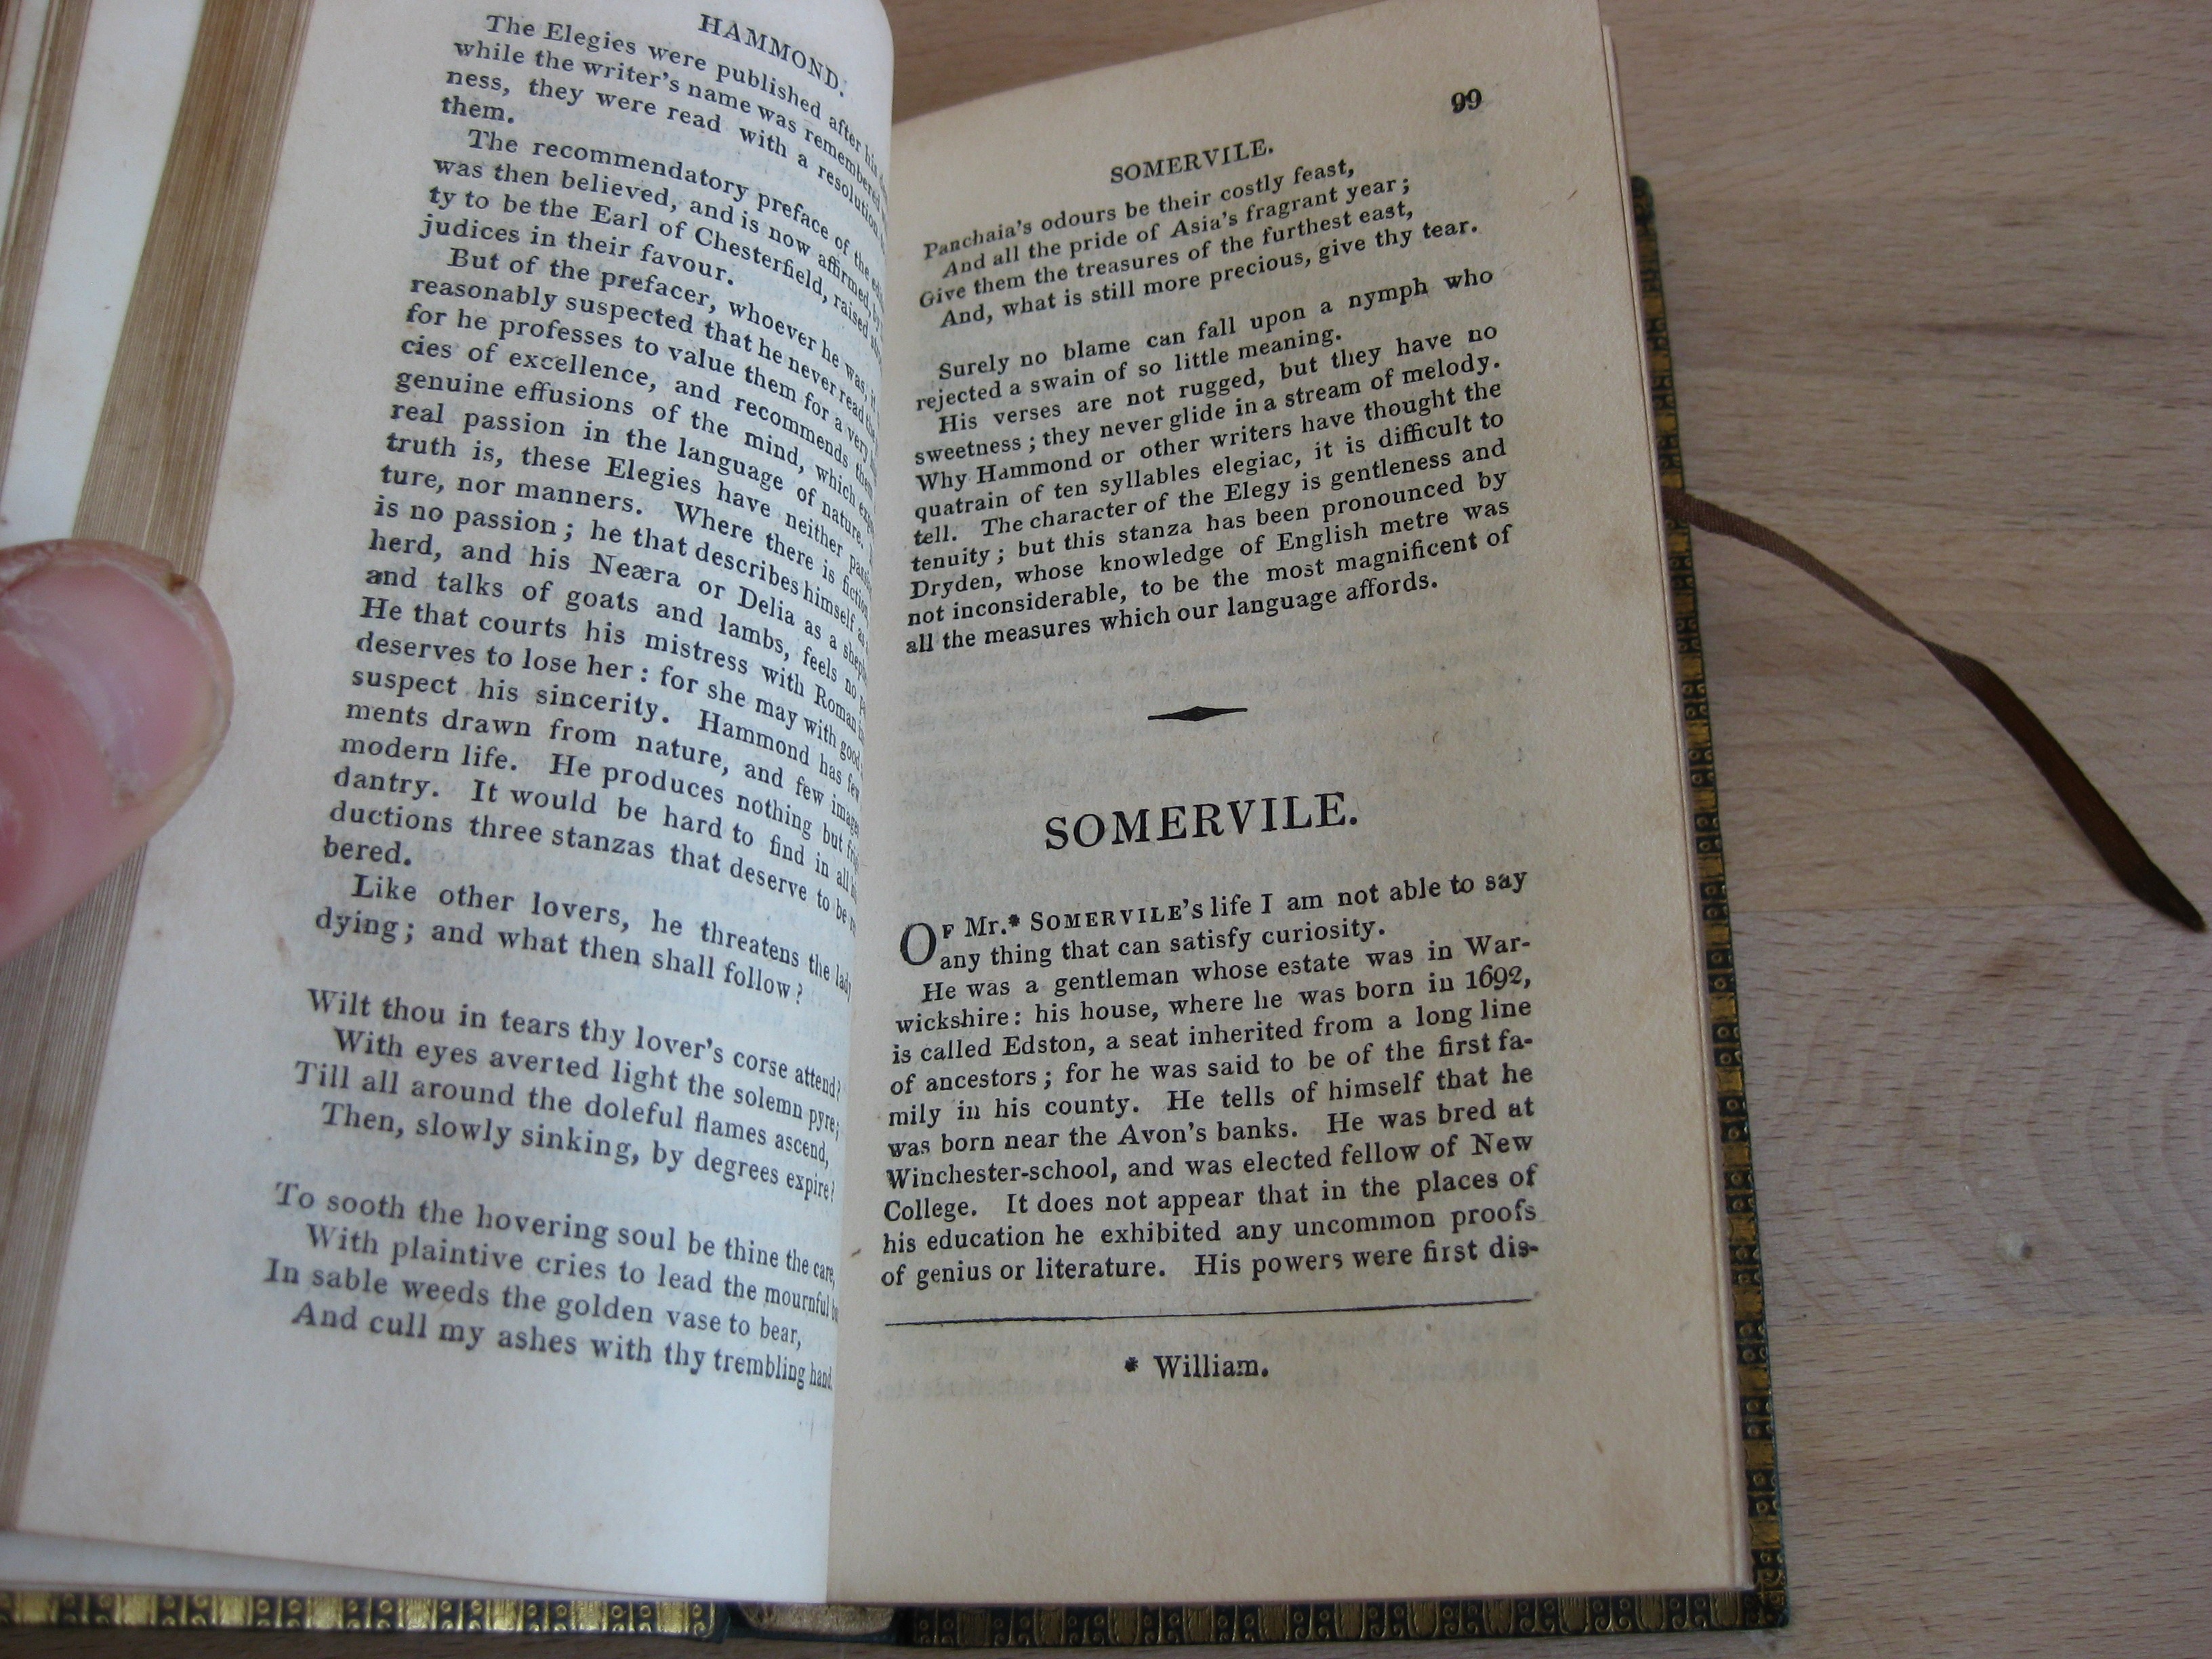 HAMMOND.
The Elegies were published after his
while the writer's name was remembered
ness, they were read with a resolution
them.
The recommendatory preface of the
was then believed, and is now affirmed, by
ty to be the Earl of Chesterfield, raised
judices in their favour.
But of the prefacer, whoever he was, it
reasonably suspected that he never read the
for he professes to value them for a very
cies of excellence, and recommends them
genuine effusions of the mind, which
real passion in the language of nature.
truth is, these Elegies have neither
ture, nor manners. Where there is fiction
is no passion; he that describes himself as
herd, and his Neæra or Delia as a
and talks of goats and lambs, feels no
He that courts his mistress with Roman
deserves to lose her: for she may with good
suspect his sincerity. Hammond has few
ments drawn from nature, and few
modern life. He produces nothing but
dantry. It would be hard to find in all
ductions three stanzas that deserve to be
bered.
Like other lovers, he threatens the lady
dying; and what then shall follow?
Wilt thou in tears thy lover's corse attend?
With eyes averted light the solemn pyre;
Till all around the doleful flames ascend,
Then, slowly sinking, by degrees expire?
To sooth the hovering soul be thine the care,
With plaintive cries to lead the mournful
In sable weeds the golden vase to bear,
And cull my ashes with thy trembling hand.
99
SOMERVILE.
Panchaia's odours be their costly feast,
And all the pride of Asia's fragrant year;
Give them the treasures of the furthest east,
And, what is still more precious, give thy tear.
Surely no blame can fall upon a nymph who
rejected a swain of so little meaning.
His verses are not rugged, but they have no
sweetness; they never glide in a stream of melody.
Why Hammond or other writers have thought the
quatrain of ten syllables elegiac, it is difficult to
tell. The character of the Elegy is gentleness and
tenuity; but this stanza has been pronounced by
Dryden, whose knowledge of English metre was
not inconsiderable, to be the most magnificent of
all the measures which our language affords.
SOMERVILE.
OF Mr.* SOMERVILE's life I am not able to say
any thing that can satisfy curiosity.
He was a gentleman whose estate was in War-
wickshire: his house, where he was born in 1692,
is called Edston, a seat inherited from a long line
of ancestors; for he was said to be of the first fa-
mily in his county. He tells of himself that he
was born near the Avon's banks. He was bred at
Winchester-school, and was elected fellow of New
College. It does not appear that in the places of
his education he exhibited any uncommon proofs
of genius or literature. His powers were first dis-
* William.